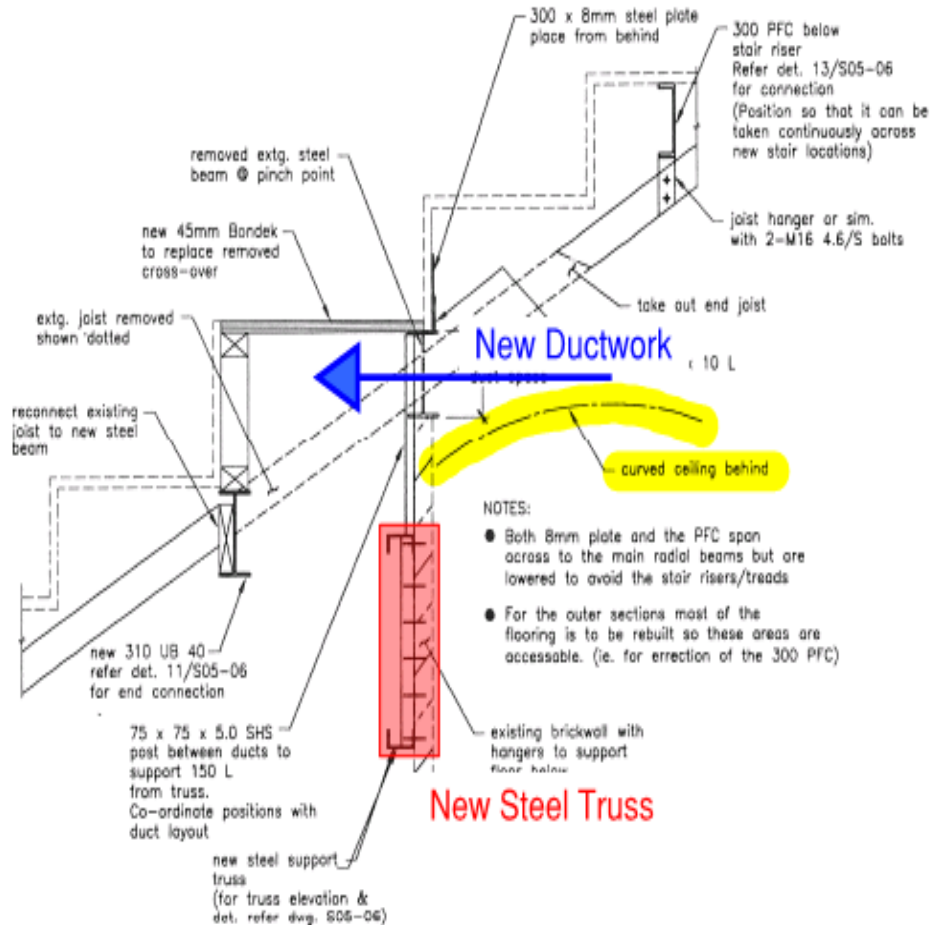 300 x 8mm steel plate
place from behind
300 PFC below
stair riser
Refer det. 13/S05-06
for connection
(Position so that it can be
taken continuously across
new stair locations)
removed extg. steel
beam @ pinch point
new 45mm Bondek
to replace removed
cross-over
joist hanger or sim.
with 2-M16 4.6/S bolts
extg. joist removed
shown dotted
take out end joist
New Ductwork
x 10 L
duct space
reconnect existing
joist to new steel
beam
curved ceiling behind
NOTES:
● Both 8mm plate and the PFC span
across to the main radial beams but are
lowered to avoid the stair risers/treads
● For the outer sections most of the
flooring is to be rebuilt so these areas are
accessable. (ie. for errection of the 300 PFC)
new 310 UB 40
refer det. 11/S05-06
for end connection
75 x 75 x 5.0 SHS
post between ducts to
support 150 L
from truss.
Co-ordinate positions with
duct layout
existing brickwall with
hangers to support
floor below
New Steel Truss
new steel support
truss
(for truss elevation &
det. refer dwg. S05-06)